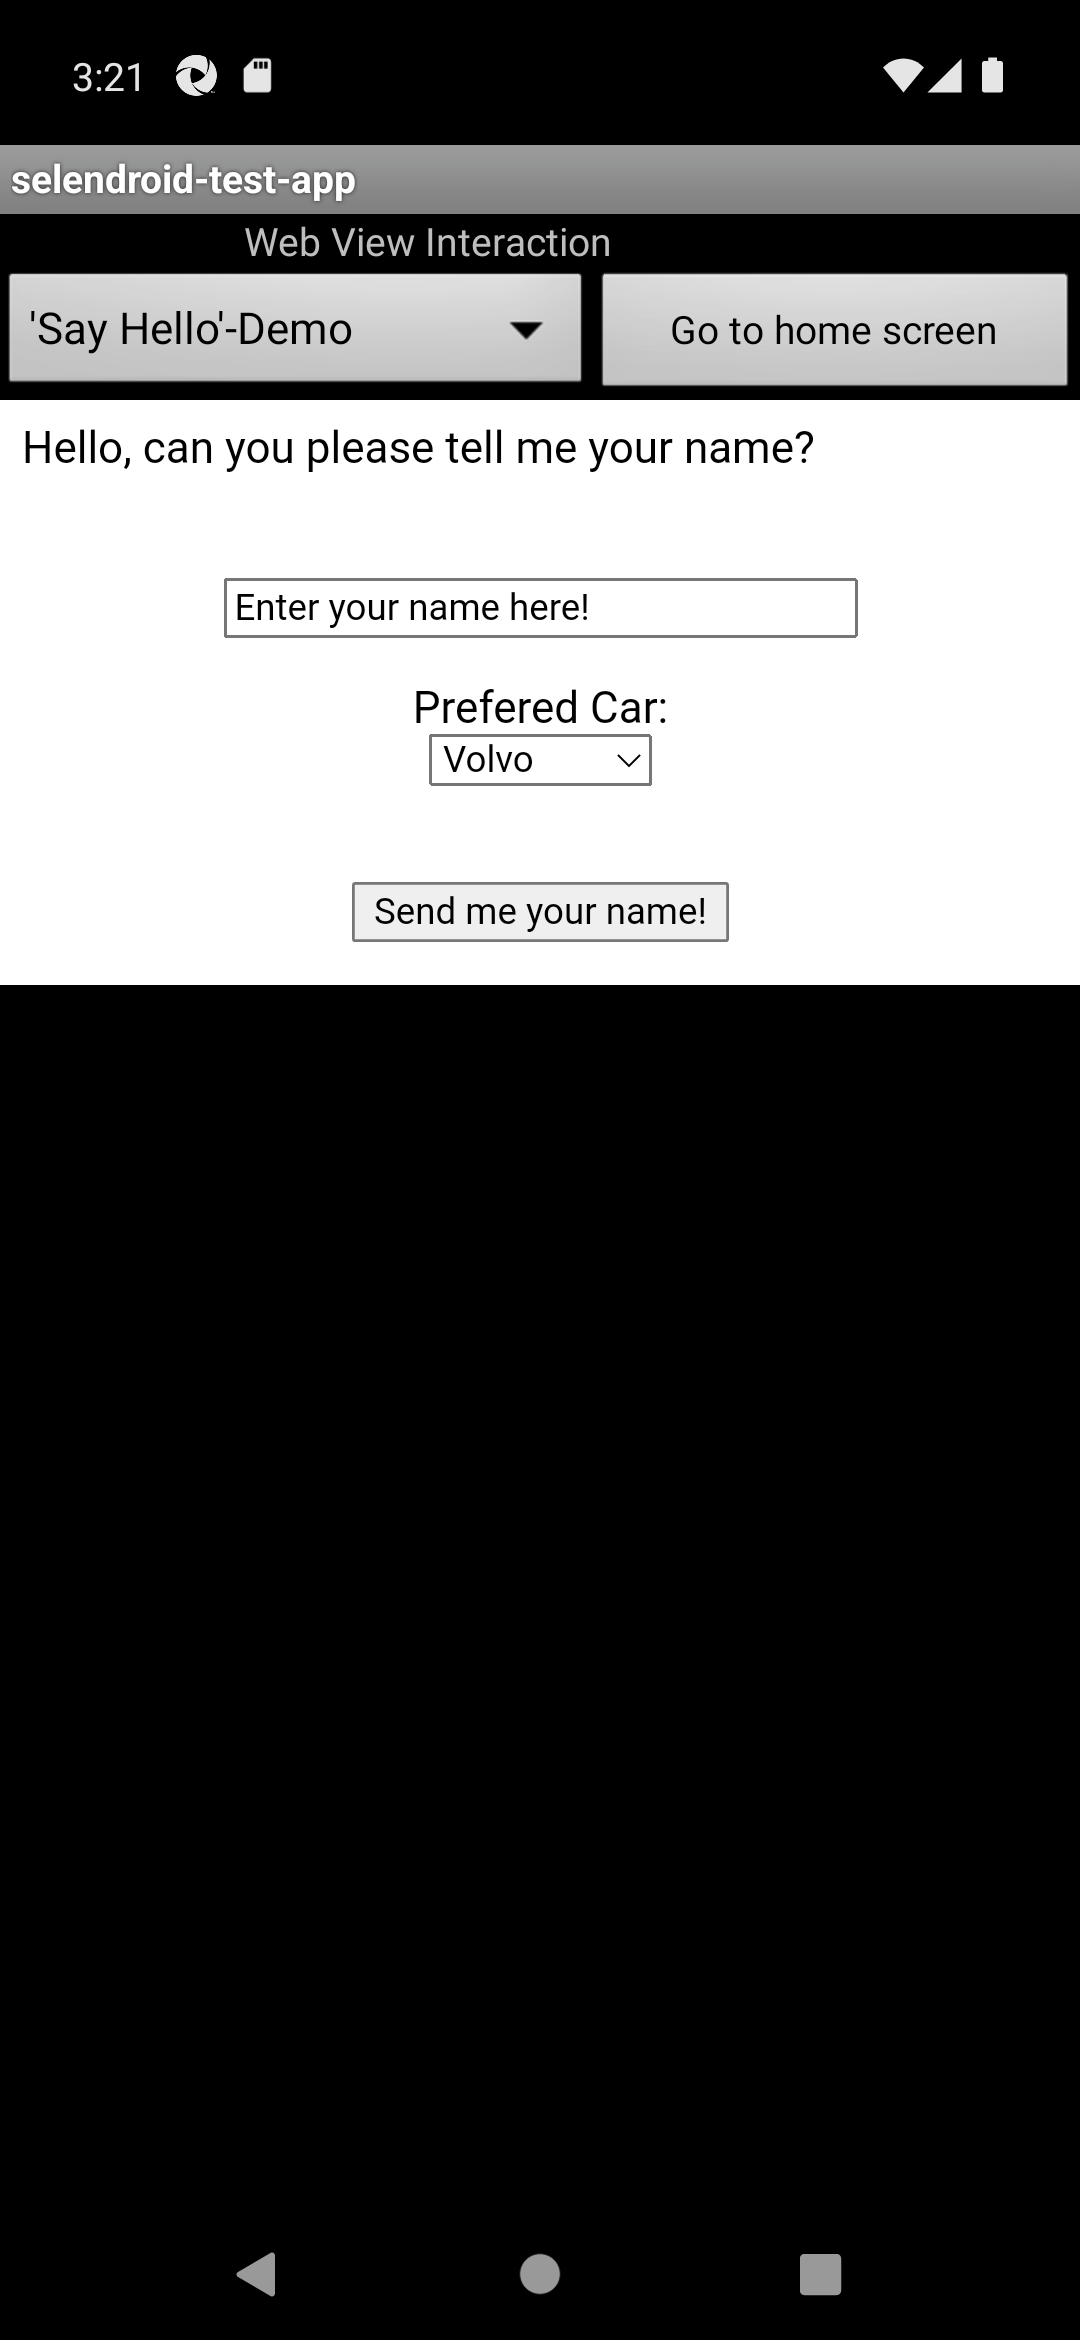 3:21
selendroid-test-app
Web View Interaction
'Say Hello'-Demo
Go to home screen
Hello, can you please tell me your name?
Enter your name here!
Prefered Car:
Volvo
Send me your name!